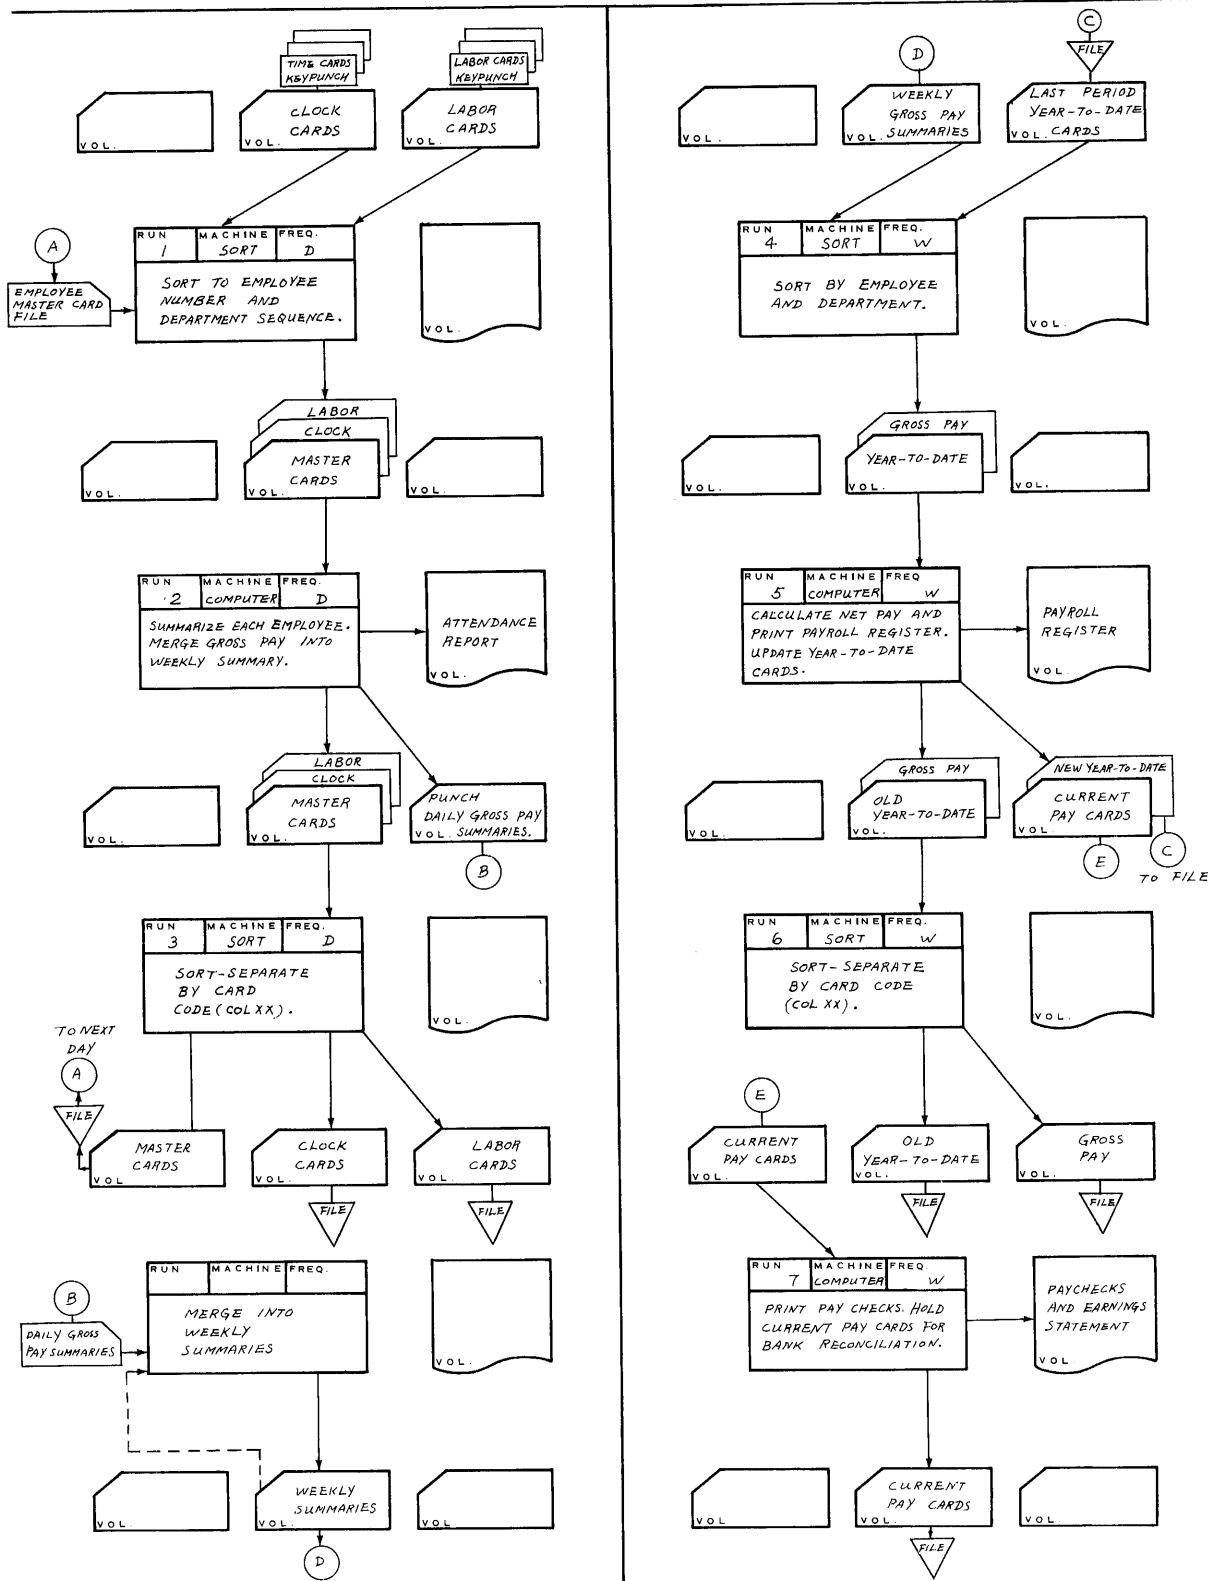 TIME CARDS
KEYPUNCH
LABOR CARDS
KEYPUNCH
VOL.
CLOCK
CARDS
VOL.
LABOR
CARDS
VOL.
A
EMPLOYEE
MASTER CARD
FILE
RUN MACHINE FREQ.
1 SORT D
SORT TO EMPLOYEE
NUMBER AND
DEPARTMENT SEQUENCE.
VOL.
LABOR
CLOCK
MASTER
CARDS
VOL.
VOL.
VOL.
RUN MACHINE FREQ.
2 COMPUTER D
SUMMARIZE EACH EMPLOYEE.
MERGE GROSS PAY INTO
WEEKLY SUMMARY.
ATTENDANCE
REPORT
VOL.
LABOR
CLOCK
MASTER
CARDS
VOL.
VOL.
PUNCH
DAILY GROSS PAY
VOL. SUMMARIES.
B
RUN MACHINE FREQ.
3 SORT D
SORT-SEPARATE
BY CARD
CODE (COL XX).
VOL.
TO NEXT
DAY
A
FILE
MASTER
CARDS
VOL
CLOCK
CARDS
VOL.
LABOR
CARDS
VOL.
FILE
FILE
RUN MACHINE FREQ.
MERGE INTO
WEEKLY
SUMMARIES
VOL.
B
DAILY GROSS
PAY SUMMARIES
VOL.
WEEKLY
SUMMARIES
VOL.
VOL.
D
D
C
FILE
VOL.
WEEKLY
GROSS PAY
VOL. SUMMARIES
LAST PERIOD
YEAR-TO-DATE
VOL. CARDS
RUN MACHINE FREQ.
4 SORT W
SORT BY EMPLOYEE
AND DEPARTMENT.
VOL.
GROSS PAY
YEAR-TO-DATE
VOL.
VOL.
VOL.
RUN MACHINE FREQ
5 COMPUTER W
CALCULATE NET PAY AND
PRINT PAYROLL REGISTER.
UPDATE YEAR-TO-DATE
CARDS.
PAYROLL
REGISTER
VOL.
GROSS PAY
OLD
YEAR-TO-DATE
VOL.
VOL.
NEW YEAR-TO-DATE
CURRENT
PAY CARDS
VOL.
E
C
TO FILE
RUN MACHINE FREQ.
6 SORT W
SORT-SEPARATE
BY CARD CODE
(COL XX).
VOL.
E
CURRENT
PAY CARDS
VOL.
OLD
YEAR-TO-DATE
VOL.
GROSS
PAY
VOL.
FILE
FILE
RUN MACHINE FREQ.
7 COMPUTER W
PRINT PAY CHECKS. HOLD
CURRENT PAY CARDS FOR
BANK RECONCILIATION.
PAYCHECKS
AND EARNINGS
STATEMENT
VOL
VOL.
CURRENT
PAY CARDS
VOL.
VOL.
FILE